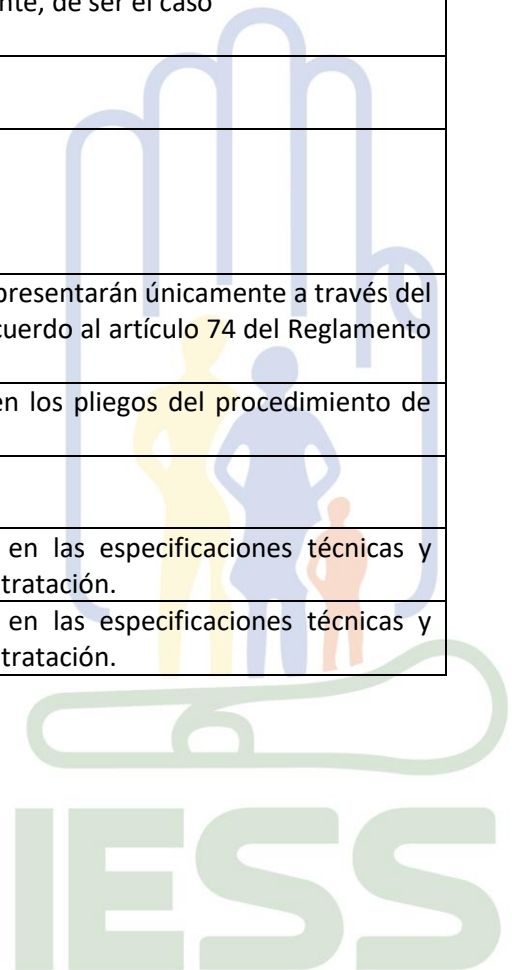 nte, de ser el caso
presentarán únicamente a través del
cuerdo al artículo 74 del Reglamento
en los pliegos del procedimiento de
en las especificaciones técnicas y
tratación.
en las especificaciones técnicas y
tratación.
IESS